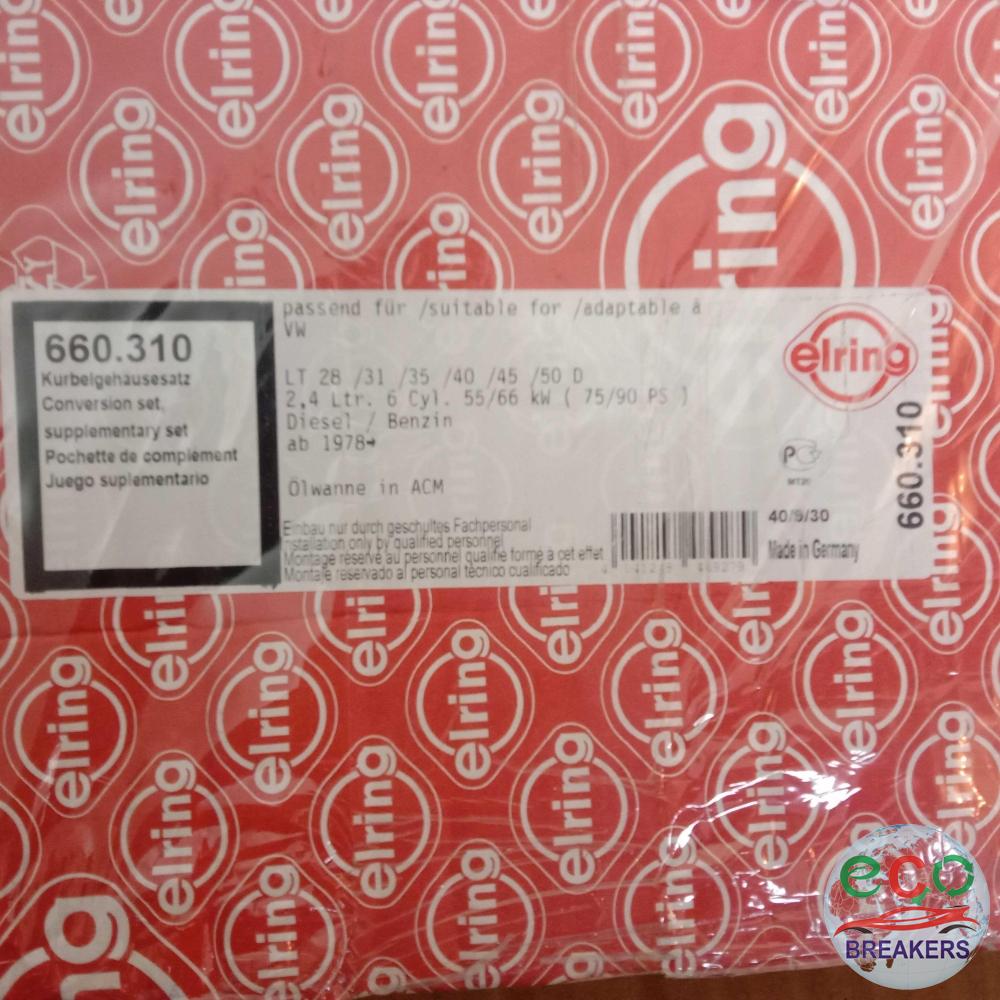 660.310
Kurbelgehäusesatz
Conversion set,
supplementary set
Pochette de complément
Juego suplementario
passend für /suitable for /adaptable à
VW
LT 28 /31 /35 /40 /45 /50 D
2,4 Ltr. 6 Cyl. 55/66 kW ( 75/90 PS )
Diesel / Benzin
ab 1978→
Ölwanne in ACM
Einbau nur durch geschultes Fachpersonal
nstallation only by qualified personnel
Montage réservé au personnel qualifié formé à cet effet
Montaje reservado al personal técnico cualificado
elring
MT20
40/9/30
Made in Germany
660.310
elring
eco
BREAKERS